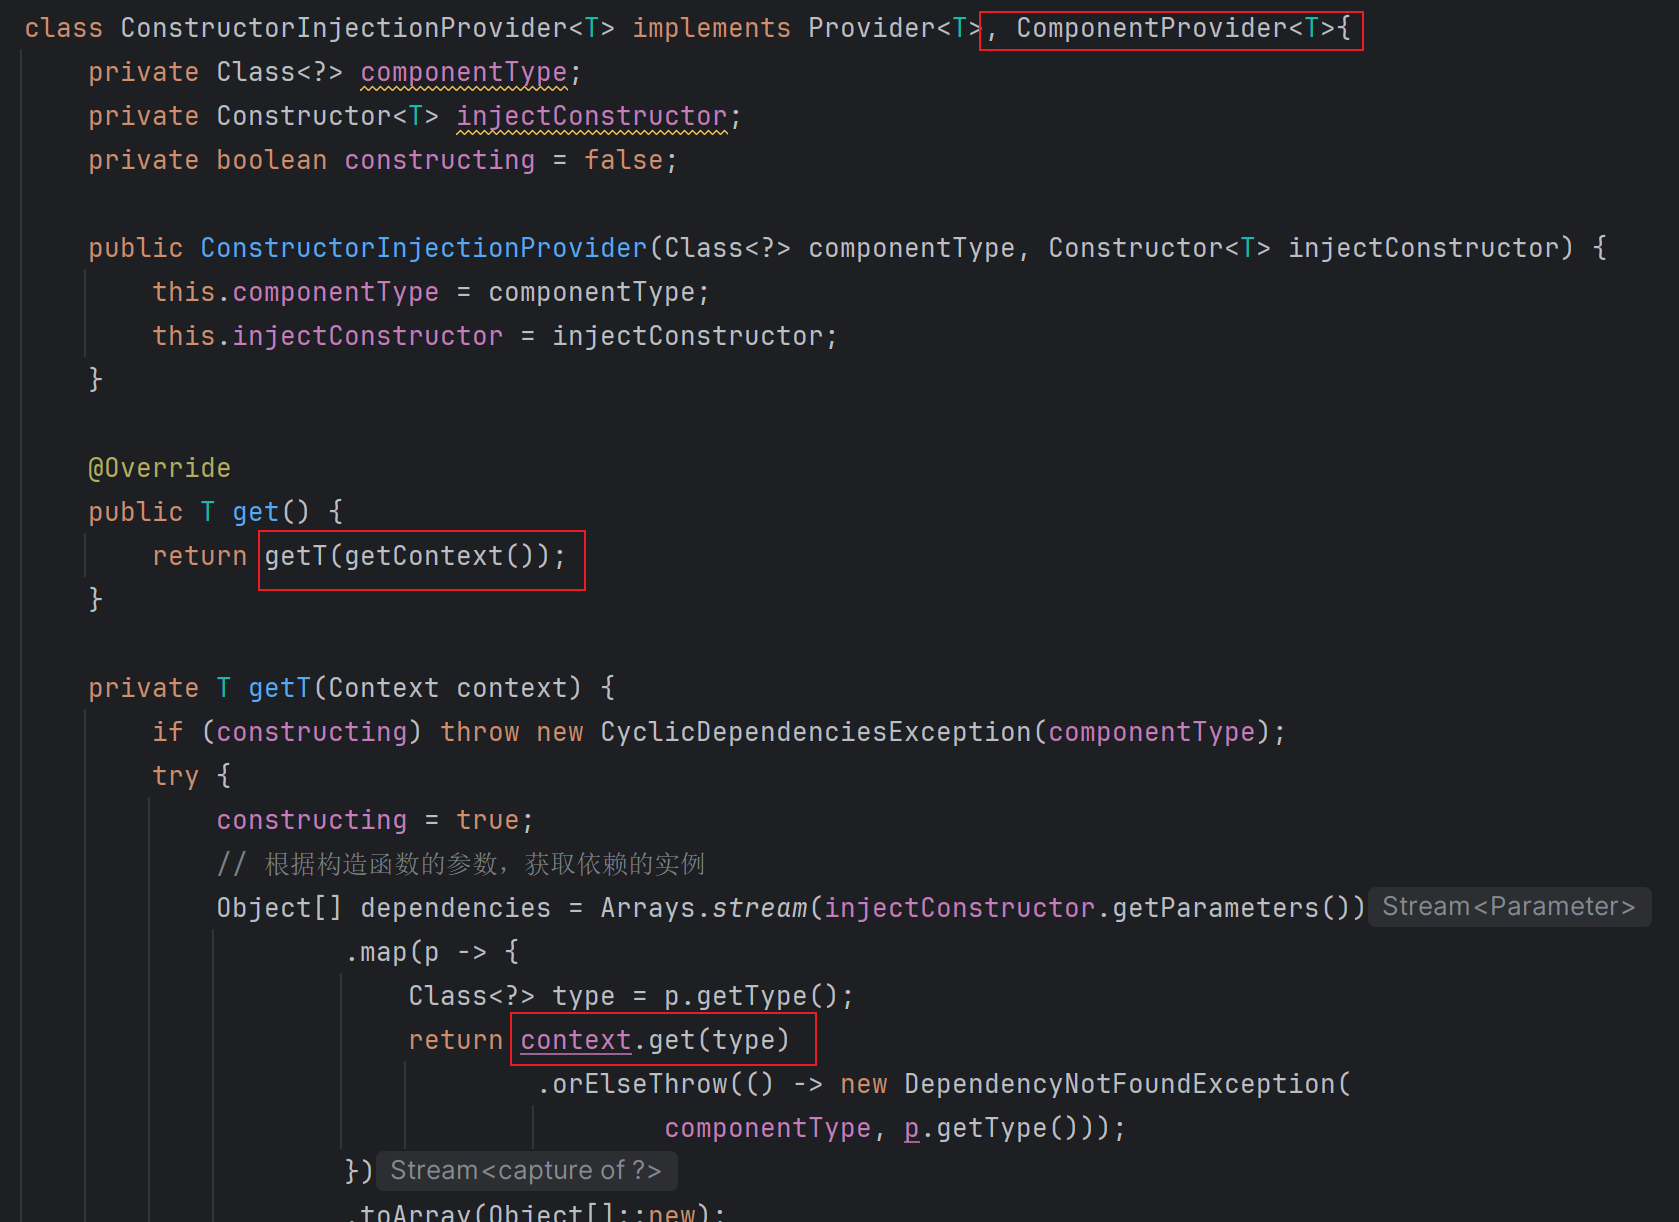 class ConstructorInjectionProvider<T> implements Provider<T>, ComponentProvider<T>{
private Class<?> componentType;
private Constructor<T> injectConstructor;
private boolean constructing = false;
public ConstructorInjectionProvider(Class<?> componentType, Constructor<T> injectConstructor) {
this.componentType = componentType;
this.injectConstructor = injectConstructor;
}
@Override
public T get() {
return getT(getContext());
}
private T getT(Context context) {
if (constructing) throw new CyclicDependenciesException(componentType);
try {
constructing = true;
// 根据构造函数的参数，获取依赖的实例
Object[] dependencies = Arrays.stream(injectConstructor.getParameters()) Stream<Parameter>
.map(p -> {
Class<?> type = p.getType();
return context.get(type)
.orElseThrow(() -> new DependencyNotFoundException(
componentType, p.getType()));
}) Stream<capture of ?>
.toArray(Object[]::new);